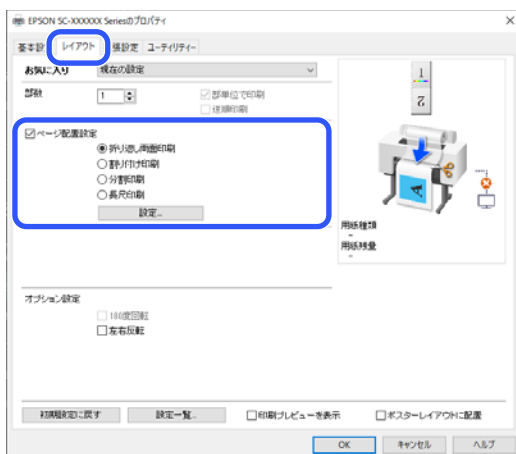 EPSON SC-XXXXXX Seriesのプロパティ
基本設 レイアウト 張設定 ユーティリティー
お気に入り 現在の設定
部数 1 部単位で印刷
逆順印刷
ページ配置設定
折り返し両面印刷
割り付け印刷
分割印刷
長尺印刷
設定...
1
2
A
用紙種類
-
用紙残量
-
オプション設定
180度回転
左右反転
初期設定に戻す 設定一覧... 印刷プレビューを表示 ポスターレイアウトに配置
OK キャンセル ヘルプ